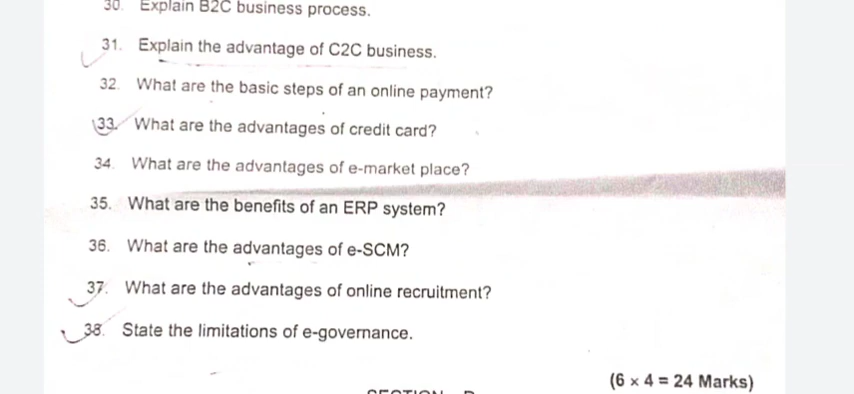 30. Explain B2C business process.
31. Explain the advantage of C2C business.
32. What are the basic steps of an online payment?
33. What are the advantages of credit card?
34. What are the advantages of e-market place?
35. What are the benefits of an ERP system?
36. What are the advantages of e-SCM?
37. What are the advantages of online recruitment?
38. State the limitations of e-governance.
(6 × 4 = 24 Marks)